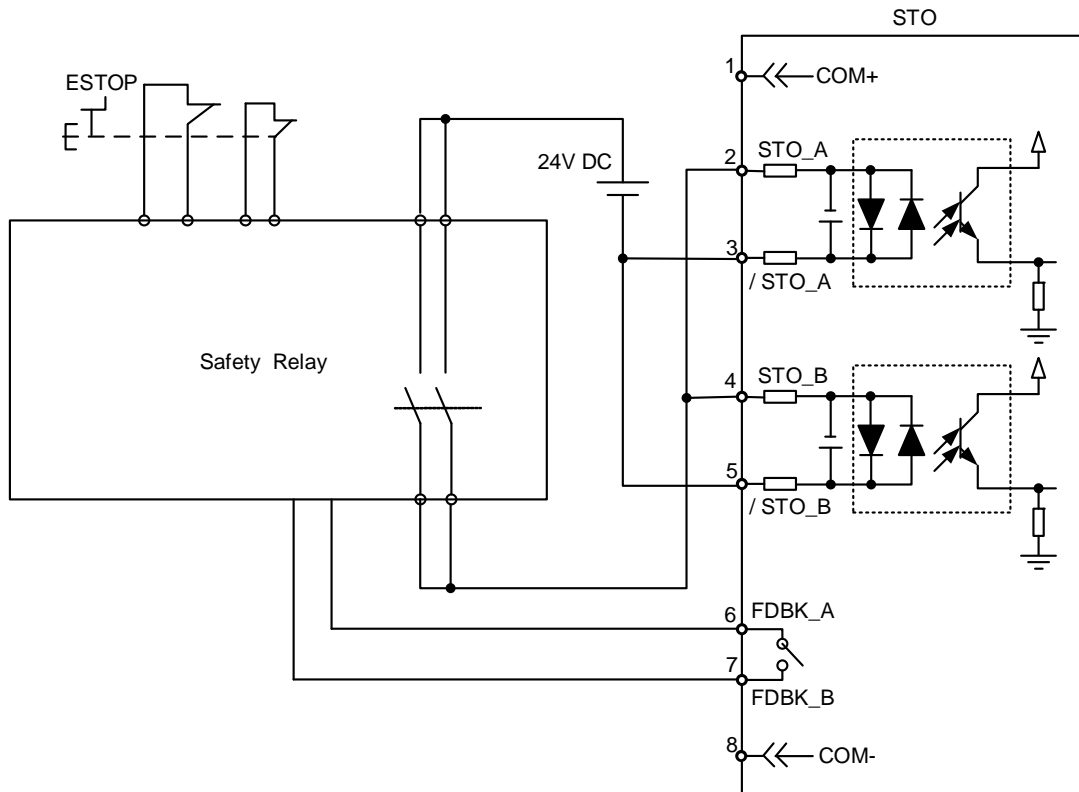 STO
1
COM+
ESTOP
24V DC
2
STO_A
3
/ STO_A
Safety Relay
4
STO_B
5
/ STO_B
6
FDBK_A
7
FDBK_B
8
COM-